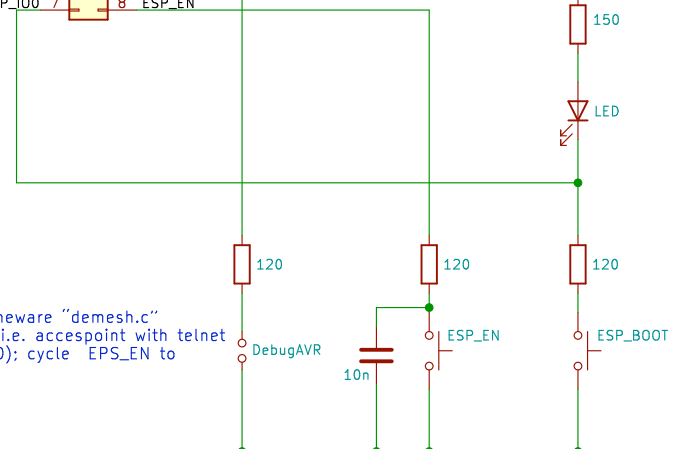 P_IO0 7 8 ESP_EN
150
LED
120 120 120
neware "demesh.c"
i.e. accespoint with telnet
0); cycle EPS_EN to
DebugAVR
ESP_EN
ESP_BOOT
10n